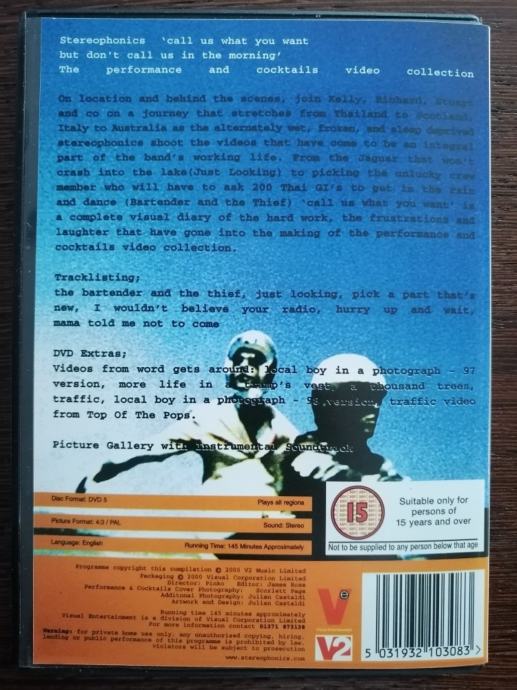 Stereophonics 'call us what you want
but don't call us in the morning'
The performance and cocktails video collection
On location and behind the scenes, join Kelly, Richard, Stuart
and co on a journey that stretches from Thailand to Scotland,
Italy to Australia as the alternately wet, frozen, and sleep deprived
stereophonics shoot the videos that have come to be an integral
part of the band's working life. From the Jaguar that won't
crash into the lake(Just Looking) to picking the unlucky crew
member who will have to ask 200 Thai GI's to get in the rain
and dance (Bartender and the Thief) 'call us what you want' is
a complete visual diary of the hard work, the frustrations and
laughter that have gone into the making of the performance and
cocktails video collection.
Tracklisting;
the bartender and the thief, just looking, pick a part that's
new, I wouldn't believe your radio, hurry up and wait,
mama told me not to come
DVD Extras;
Videos from word gets around: local boy in a photograph - 97
version, more life in a tramp's vest, a thousand trees,
traffic, local boy in a photograph - 98 version, traffic video
from Top Of The Pops.
Picture Gallery with instrumental Soundtrack
Disc Format: DVD 5 Plays all regions
Picture Format: 4:3 / PAL Sound: Stereo
Language: English Running Time: 145 Minutes Approximately
15
Suitable only for
persons of
15 years and over
Not to be supplied to any person below that age
Programme copyright this compilation © 2000 V2 Music Limited
Packaging © 2000 Visual Corporation Limited
Director: Pinko Editor: James Rose
Performance & Cocktails Cover Photography: Scarlett Page
Additional Photography: Julian Castaldi
Artwork and Design: Julian Castaldi
Running time 145 minutes approximately
Visual Entertainment is a division of Visual Corporation Limited
For more information contact 01371 873138
Warning: for private home use only. any unauthorised copying, hiring,
lending or public performance of this programme is prohibited by law.
violators will be subject to prosecution
www.stereophonics.com
Ve
V2
5 031932 103083 >